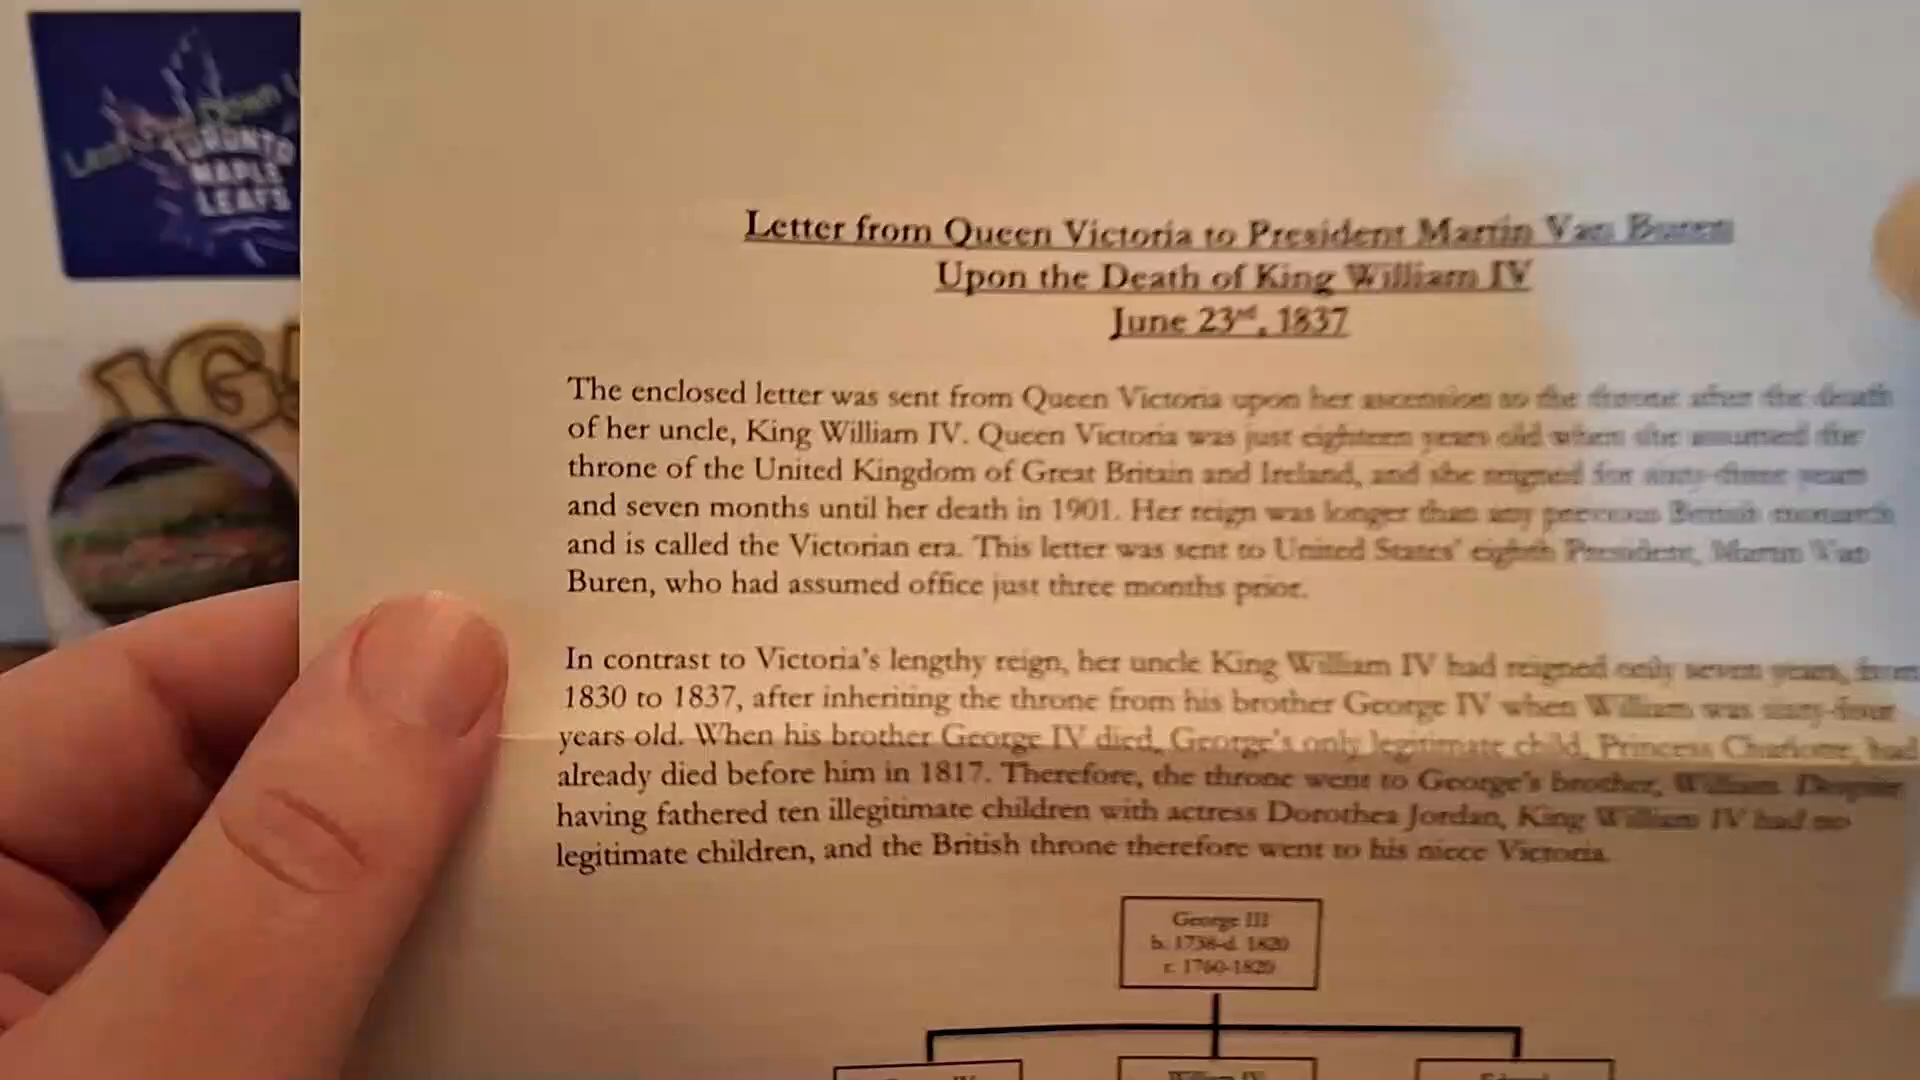 TORONTO
MAPLE
LEAFS
Letter from Queen Victoria to President Martin Van Buren
Upon the Death of King William IV
June 23rd, 1837
The enclosed letter was sent from Queen Victoria upon her ascension to the throne after the death
of her uncle, King William IV. Queen Victoria was just eighteen years old when she assumed the
throne of the United Kingdom of Great Britain and Ireland, and she reigned for sixty-three years
and seven months until her death in 1901. Her reign was longer than any previous British monarch
and is called the Victorian era. This letter was sent to United States' eighth President, Martin Van
Buren, who had assumed office just three months prior.
In contrast to Victoria's lengthy reign, her uncle King William IV had reigned only seven years, from
1830 to 1837, after inheriting the throne from his brother George IV when William was sixty-four
years old. When his brother George IV died, George's only legitimate child, Princess Charlotte, had
already died before him in 1817. Therefore, the throne went to George's brother, William. Despite
having fathered ten illegitimate children with actress Dorothea Jordan, King William IV had no
legitimate children, and the British throne therefore went to his niece Victoria.
George III
b. 1738-d. 1820
r. 1760-1820
William IV
Edward